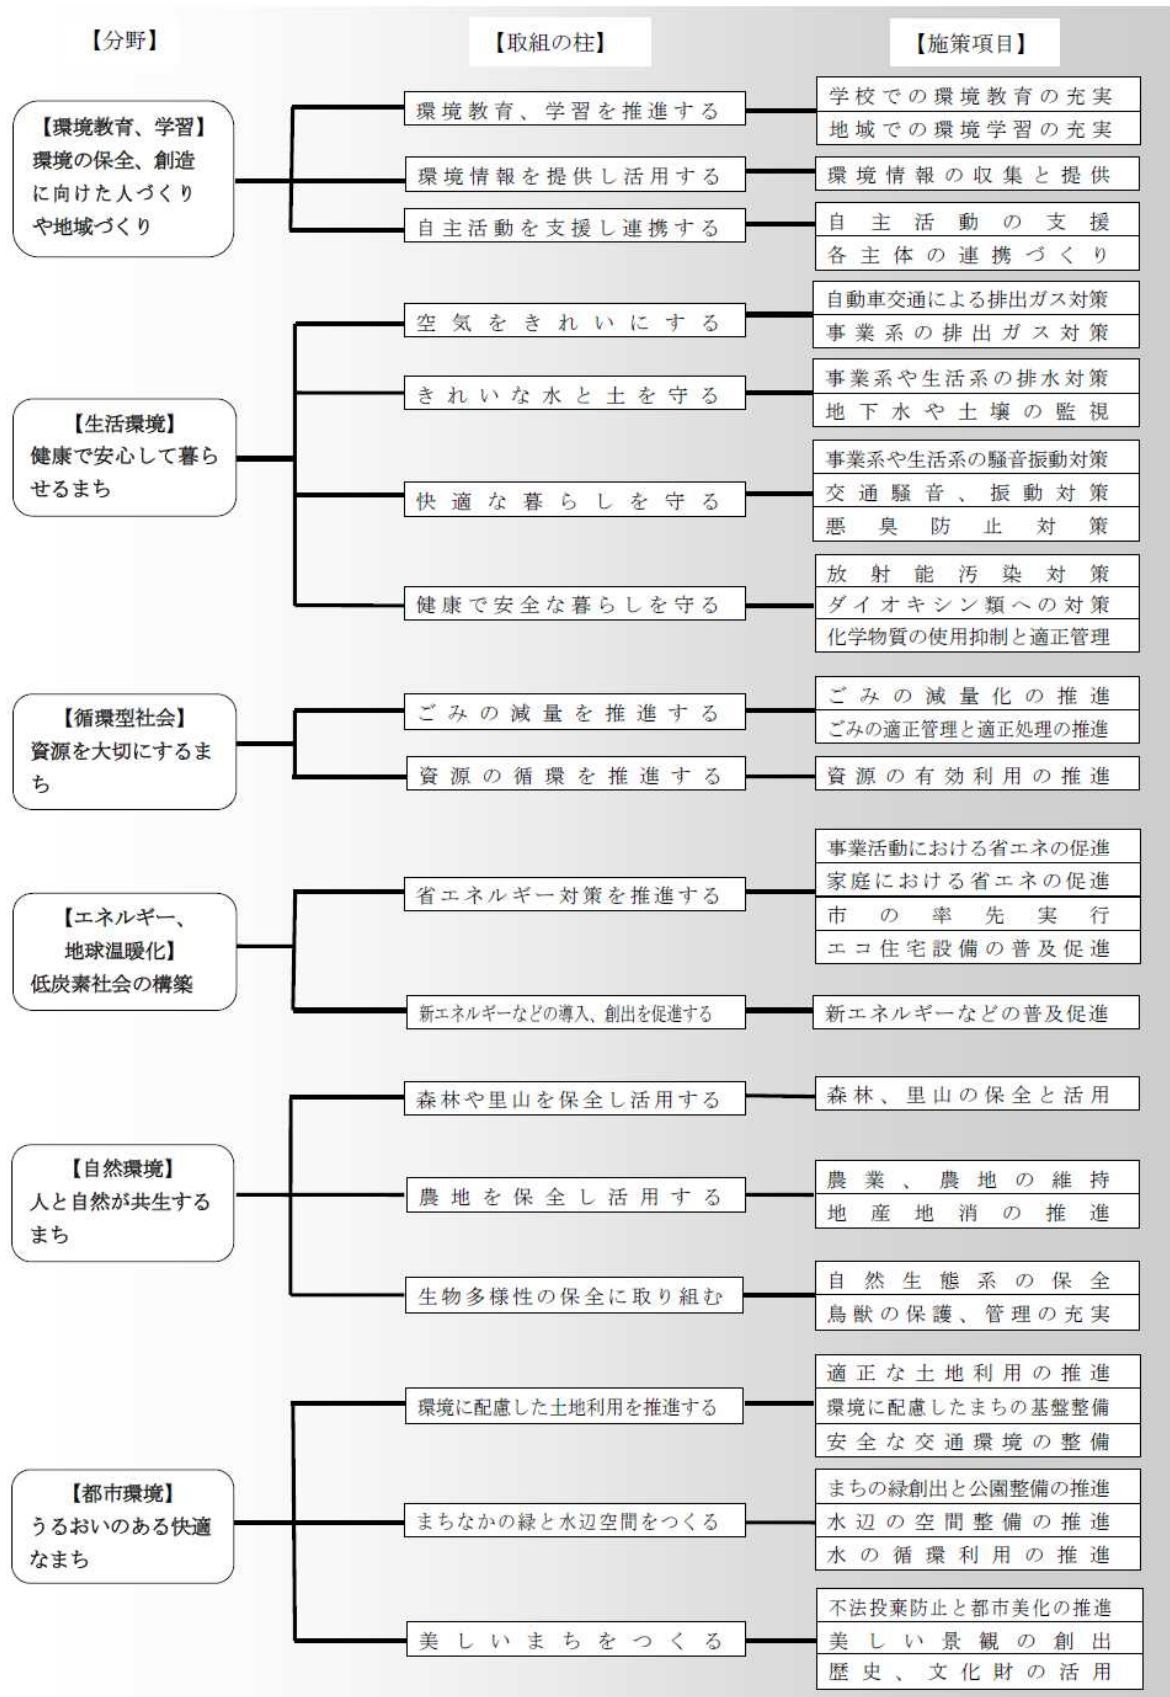 【分野】
【取組の柱】
【施策項目】
【環境教育、学習】
環境の保全、創造
に向けた人づくり
や地域づくり
環境教育、学習を推進する
学校での環境教育の充実
地域での環境学習の充実
環境情報を提供し活用する
環境情報の収集と提供
自主活動を支援し連携する
自主活動の支援
各主体の連携づくり
【生活環境】
健康で安心して暮ら
せるまち
空気をきれいにする
自動車交通による排出ガス対策
事業系の排出ガス対策
きれいな水と土を守る
事業系や生活系の排水対策
地下水や土壌の監視
快適な暮らしを守る
事業系や生活系の騒音振動対策
交通騒音、振動対策
悪臭防止対策
健康で安全な暮らしを守る
放射能汚染対策
ダイオキシン類への対策
化学物質の使用抑制と適正管理
【循環型社会】
資源を大切にするま
ち
ごみの減量を推進する
ごみの減量化の推進
ごみの適正管理と適正処理の推進
資源の循環を推進する
資源の有効利用の推進
【エネルギー、
地球温暖化】
低炭素社会の構築
省エネルギー対策を推進する
事業活動における省エネの促進
家庭における省エネの促進
市の率先実行
エコ住宅設備の普及促進
新エネルギーなどの導入、創出を促進する
新エネルギーなどの普及促進
【自然環境】
人と自然が共生する
まち
森林や里山を保全し活用する
森林、里山の保全と活用
農地を保全し活用する
農業、農地の維持
地産地消の推進
生物多様性の保全に取り組む
自然生態系の保全
鳥獣の保護、管理の充実
【都市環境】
うるおいのある快適
なまち
環境に配慮した土地利用を推進する
適正な土地利用の推進
環境に配慮したまちの基盤整備
安全な交通環境の整備
まちなかの緑と水辺空間をつくる
まちの緑創出と公園整備の推進
水辺の空間整備の推進
水の循環利用の推進
美しいまちをつくる
不法投棄防止と都市美化の推進
美しい景観の創出
歴史、文化財の活用